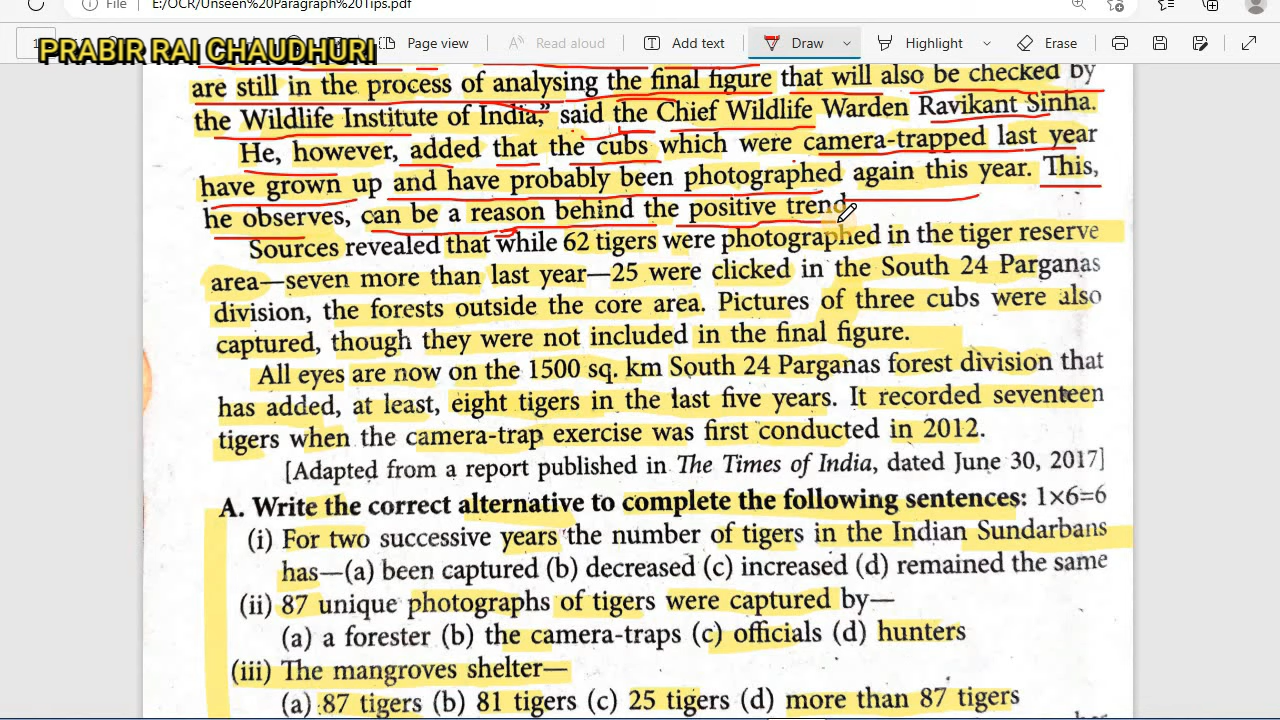 File | E:/OCR/Unseen%20Paragraph%20Tips.pdf
PRABIR RAI CHAUDHURI
Page view | Read aloud | Add text | Draw | Highlight | Erase
are still in the process of analysing the final figure that will also be checked by
the Wildlife Institute of India,” said the Chief Wildlife Warden Ravikant Sinha.
He, however, added that the cubs which were camera-trapped last year
have grown up and have probably been photographed again this year. This,
he observes, can be a reason behind the positive trend.
Sources revealed that while 62 tigers were photographed in the tiger reserve
area—seven more than last year—25 were clicked in the South 24 Parganas
division, the forests outside the core area. Pictures of three cubs were also
captured, though they were not included in the final figure.
All eyes are now on the 1500 sq. km South 24 Parganas forest division that
has added, at least, eight tigers in the last five years. It recorded seventeen
tigers when the camera-trap exercise was first conducted in 2012.
[Adapted from a report published in The Times of India, dated June 30, 2017]
A. Write the correct alternative to complete the following sentences: 1×6=6
(i) For two successive years the number of tigers in the Indian Sundarbans
has—(a) been captured (b) decreased (c) increased (d) remained the same
(ii) 87 unique photographs of tigers were captured by—
(a) a forester (b) the camera-traps (c) officials (d) hunters
(iii) The mangroves shelter—
(a) 87 tigers (b) 81 tigers (c) 25 tigers (d) more than 87 tigers